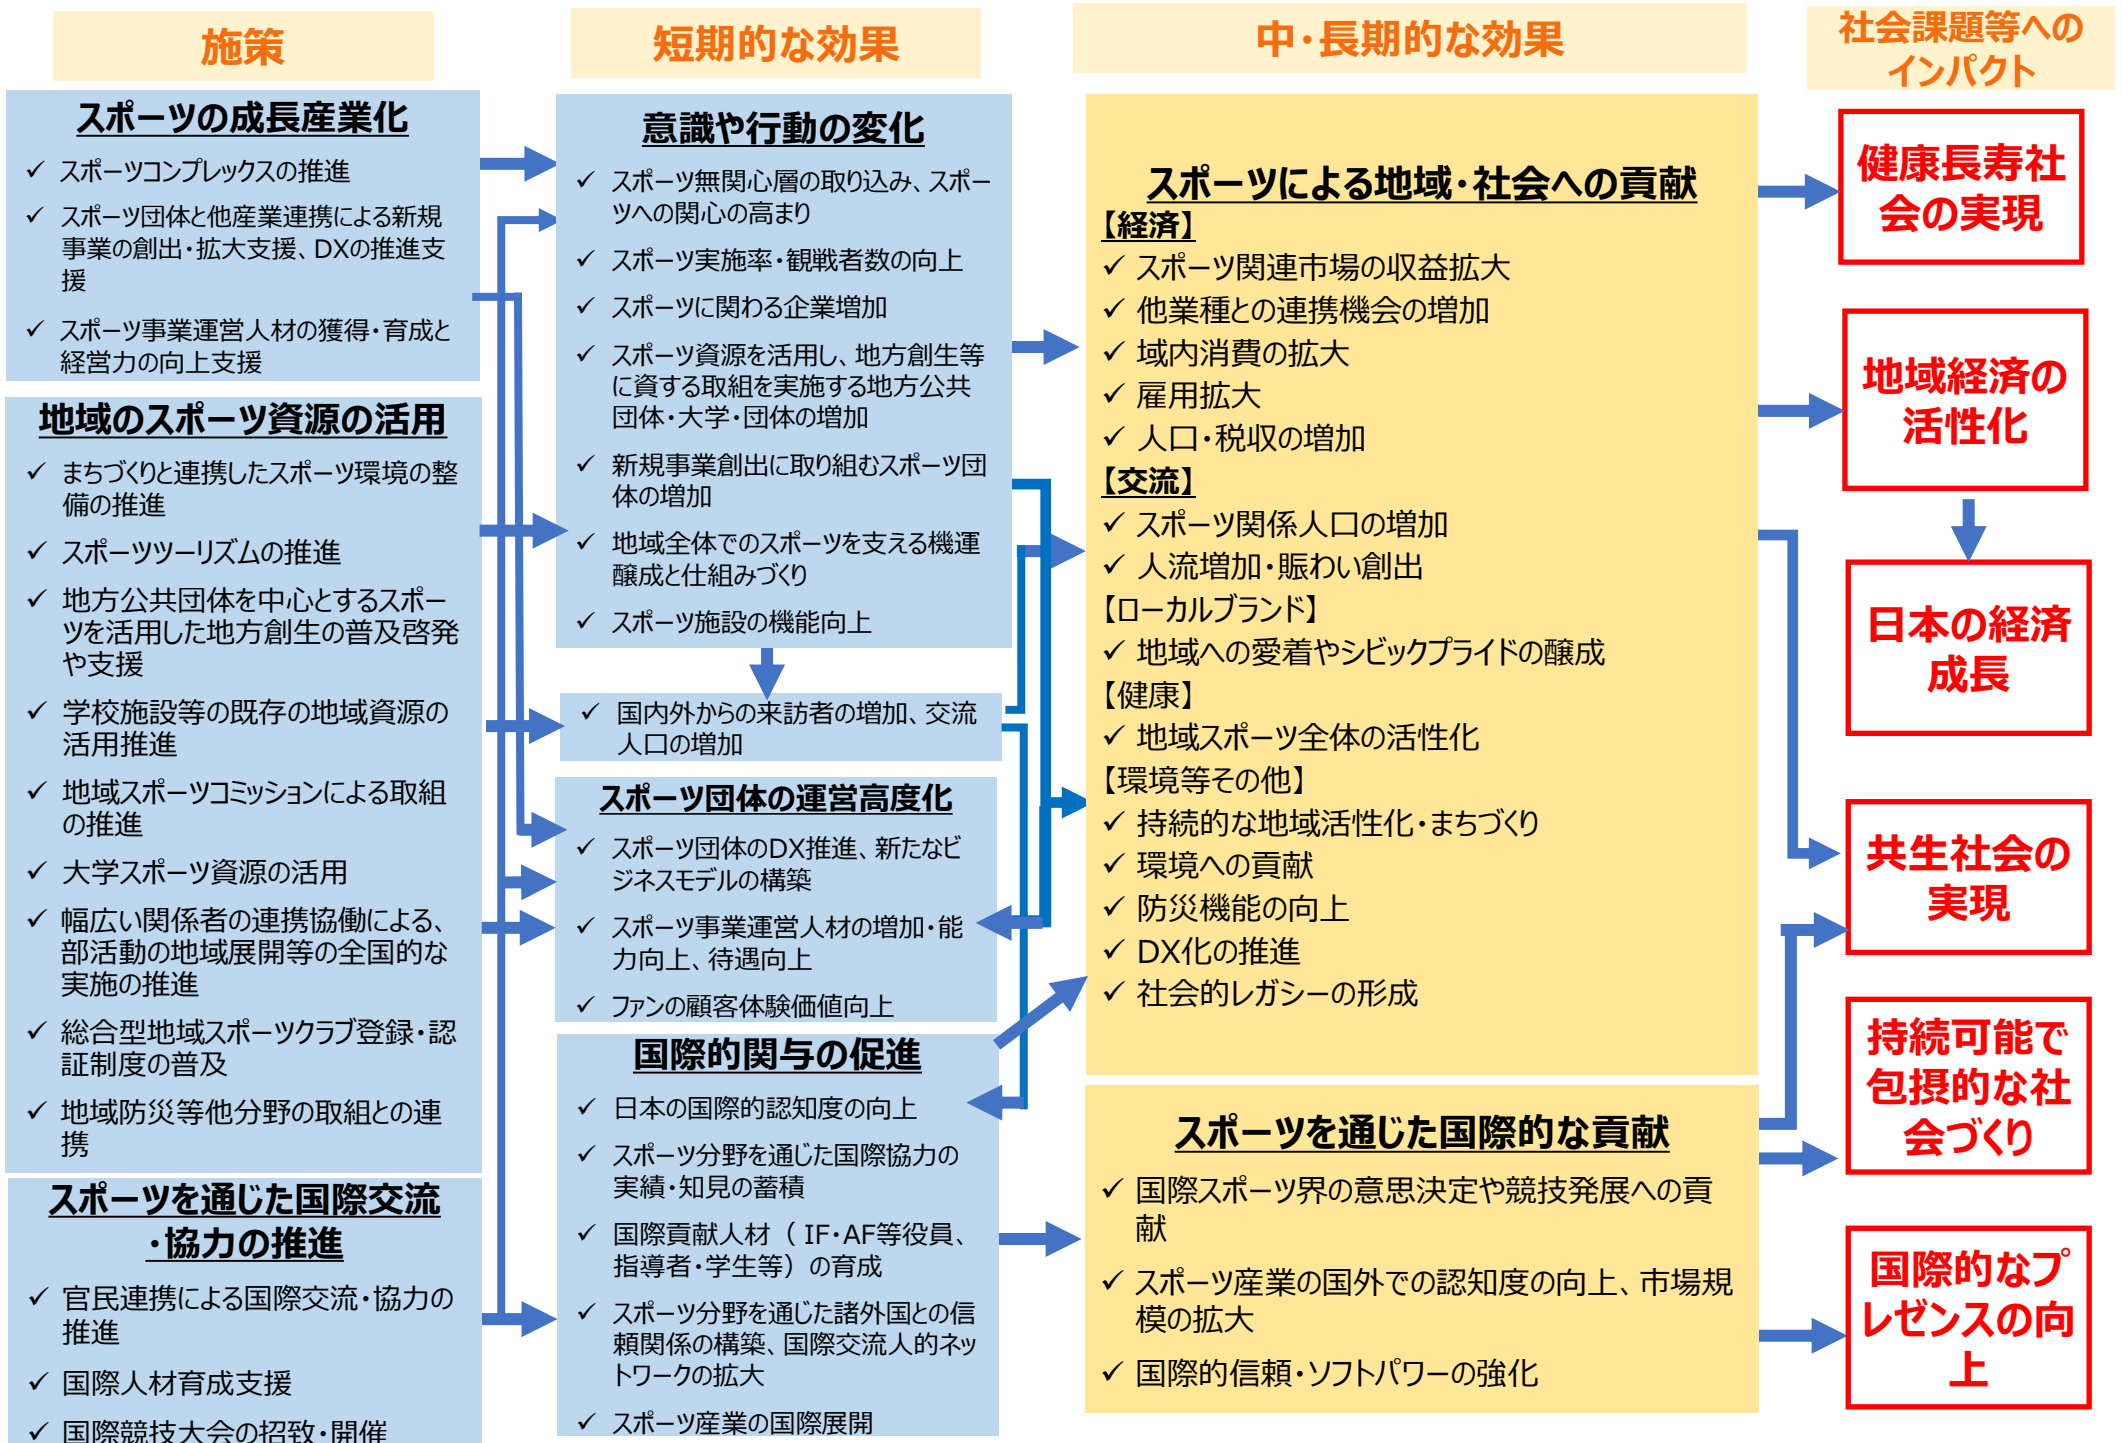 施策
スポーツの成長産業化
✓ スポーツコンプレックスの推進
✓ スポーツ団体と他産業連携による新規
事業の創出・拡大支援、DXの推進支
援
✓ スポーツ事業運営人材の獲得・育成と
経営力の向上支援
地域のスポーツ資源の活用
✓ まちづくりと連携したスポーツ環境の整
備の推進
✓ スポーツツーリズムの推進
✓ 地方公共団体を中心とするスポー
ツを活用した地方創生の普及啓発
や支援
✓ 学校施設等の既存の地域資源の
活用推進
✓ 地域スポーツコミッションによる取組
の推進
✓ 大学スポーツ資源の活用
✓ 幅広い関係者の連携協働による、
部活動の地域展開等の全国的な
実施の推進
✓ 総合型地域スポーツクラブ登録・認
証制度の普及
✓ 地域防災等他分野の取組との連
携
スポーツを通じた国際交流
・協力の推進
✓ 官民連携による国際交流・協力の
推進
✓ 国際人材育成支援
✓ 国際競技大会の招致・開催
短期的な効果
意識や行動の変化
✓ スポーツ無関心層の取り込み、スポー
ツへの関心の高まり
✓ スポーツ実施率・観戦者数の向上
✓ スポーツに関わる企業増加
✓ スポーツ資源を活用し、地方創生等
に資する取組を実施する地方公共
団体・大学・団体の増加
✓ 新規事業創出に取り組むスポーツ団
体の増加
✓ 地域全体でのスポーツを支える機運
醸成と仕組みづくり
✓ スポーツ施設の機能向上
✓ 国内外からの来訪者の増加、交流
人口の増加
スポーツ団体の運営高度化
✓ スポーツ団体のDX推進、新たなビ
ジネスモデルの構築
✓ スポーツ事業運営人材の増加・能
力向上、待遇向上
✓ ファンの顧客体験価値向上
国際的関与の促進
✓ 日本の国際的認知度の向上
✓ スポーツ分野を通じた国際協力の
実績・知見の蓄積
✓ 国際貢献人材（ IF・AF等役員、
指導者・学生等）の育成
✓ スポーツ分野を通じた諸外国との信
頼関係の構築、国際交流人的ネッ
トワークの拡大
✓ スポーツ産業の国際展開
中・長期的な効果
スポーツによる地域・社会への貢献
【経済】
✓ スポーツ関連市場の収益拡大
✓ 他業種との連携機会の増加
✓ 域内消費の拡大
✓ 雇用拡大
✓ 人口・税収の増加
【交流】
✓ スポーツ関係人口の増加
✓ 人流増加・賑わい創出
【ローカルブランド】
✓ 地域への愛着やシビックプライドの醸成
【健康】
✓ 地域スポーツ全体の活性化
【環境等その他】
✓ 持続的な地域活性化・まちづくり
✓ 環境への貢献
✓ 防災機能の向上
✓ DX化の推進
✓ 社会的レガシーの形成
スポーツを通じた国際的な貢献
✓ 国際スポーツ界の意思決定や競技発展への貢
献
✓ スポーツ産業の国外での認知度の向上、市場規
模の拡大
✓ 国際的信頼・ソフトパワーの強化
社会課題等への
インパクト
健康長寿社
会の実現
地域経済の
活性化
日本の経済
成長
共生社会の
実現
持続可能で
包摂的な社
会づくり
国際的なプ
レゼンスの向
上